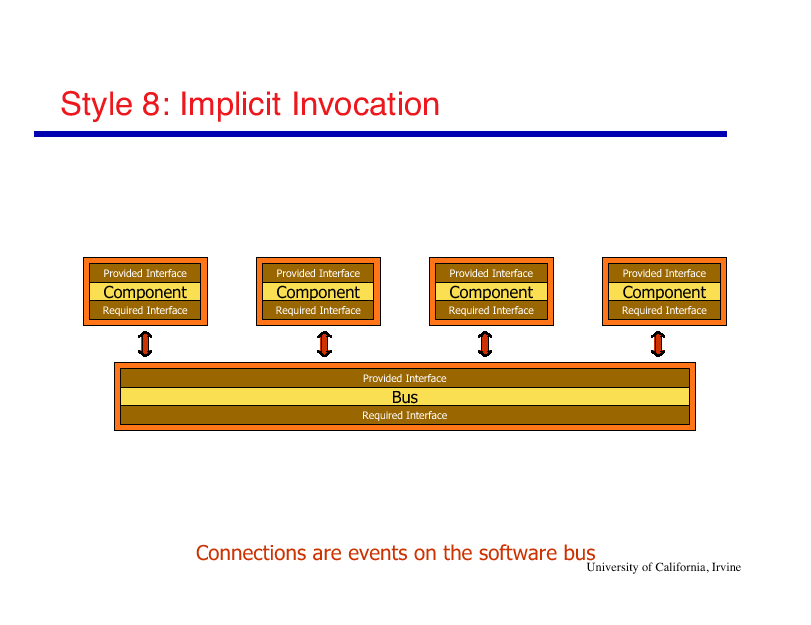 Style 8: Implicit Invocation
Provided Interface
Component
Required Interface
Provided Interface
Component
Required Interface
Provided Interface
Component
Required Interface
Provided Interface
Component
Required Interface
Provided Interface
Bus
Required Interface
Connections are events on the software bus
University of California, Irvine